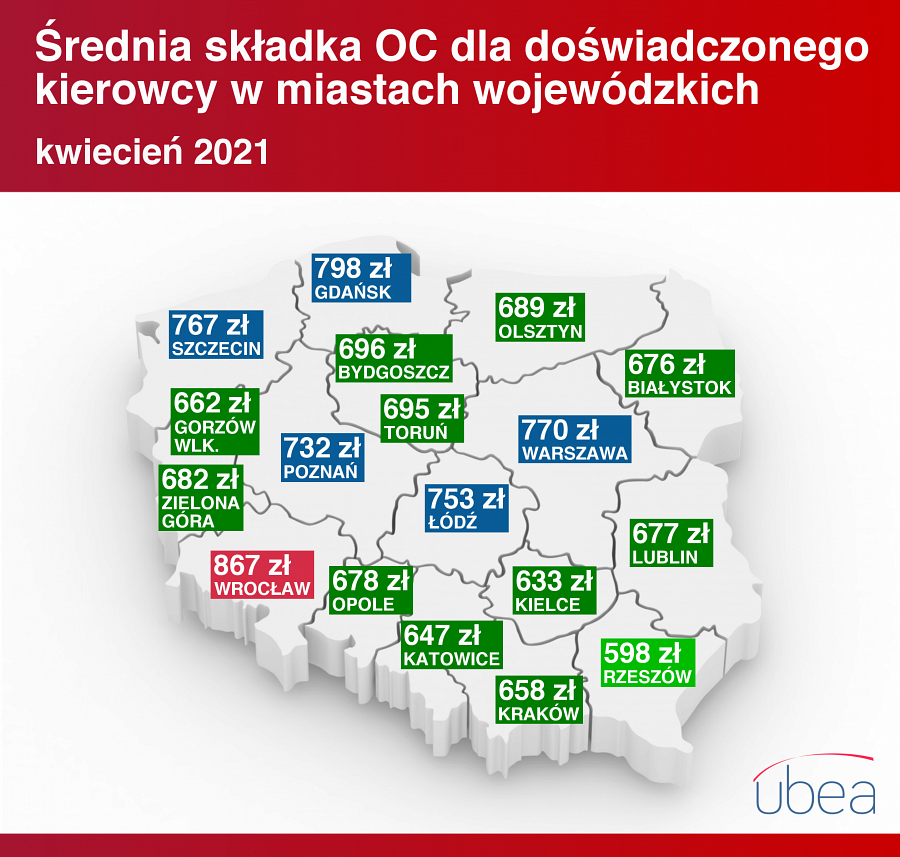 Średnia składka OC dla doświadczonego
kierowcy w miastach wojewódzkich
kwiecień 2021
798 zł
GDAŃSK
767 zł
SZCZECIN
689 zł
OLSZTYN
696 zł
BYDGOSZCZ
676 zł
BIAŁYSTOK
662 zł
GORZÓW
WLK.
695 zł
TORUŃ
770 zł
WARSZAWA
732 zł
POZNAŃ
682 zł
ZIELONA
GÓRA
753 zł
ŁÓDŹ
677 zł
LUBLIN
867 zł
WROCŁAW
678 zł
OPOLE
633 zł
KIELCE
647 zł
KATOWICE
598 zł
RZESZÓW
658 zł
KRAKÓW
ubea